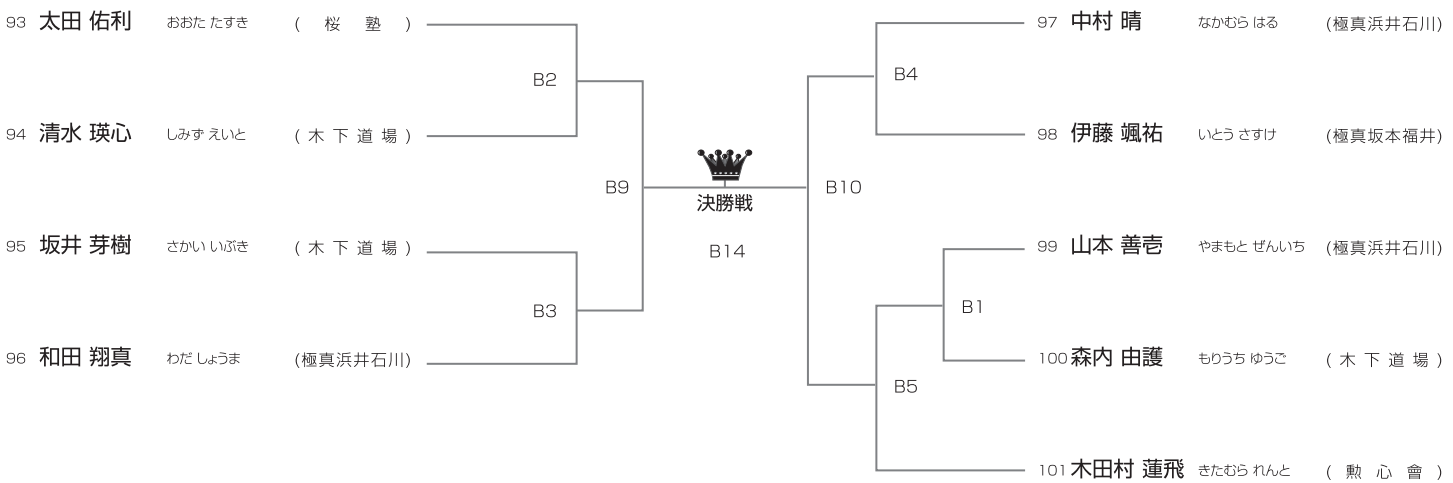 93 太田 佑利 おおた たすき (桜塾)
B2
94 清水 瑛心 しみず えいと (木下道場)
B9
95 坂井 芽樹 さかい いぶき (木下道場)
B3
96 和田 翔真 わだ しょうま (極真浜井石川)
決勝戦
B14
97 中村 晴 なかむら はる (極真浜井石川)
B4
98 伊藤 颯祐 いとう さすけ (極真坂本福井)
B10
99 山本 善壱 やまもと ぜんいち (極真浜井石川)
B1
100 森内 由護 もりうち ゆうご (木下道場)
B5
101 木田村 蓮飛 きたむら れんと (勲心會)